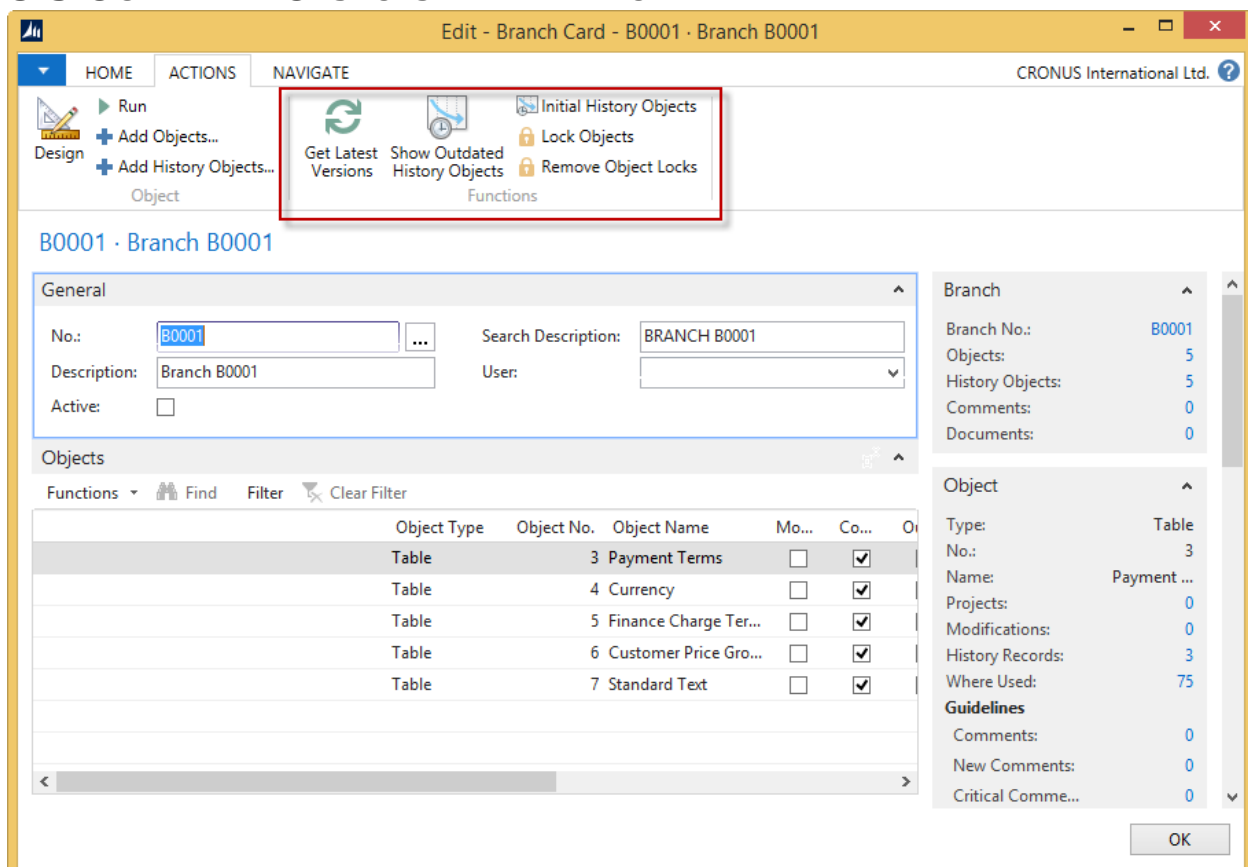 Edit - Branch Card - B0001 · Branch B0001
HOME ACTIONS NAVIGATE CRONUS International Ltd.
Design
Run
Add Objects...
Add History Objects...
Object
Get Latest Versions
Show Outdated History Objects
Initial History Objects
Lock Objects
Remove Object Locks
Functions
B0001 · Branch B0001
General
No.: B0001 ... Search Description: BRANCH B0001
Description: Branch B0001 User:
Active:
Objects
Functions Find Filter Clear Filter
Object Type Object No. Object Name Mo... Co...
Table 3 Payment Terms
Table 4 Currency
Table 5 Finance Charge Ter...
Table 6 Customer Price Gro...
Table 7 Standard Text
Branch
Branch No.: B0001
Objects: 5
History Objects: 5
Comments: 0
Documents: 0
Object
Type: Table
No.: 3
Name: Payment ...
Projects: 0
Modifications: 0
History Records: 3
Where Used: 75
Guidelines
Comments: 0
New Comments: 0
Critical Comme... 0
OK